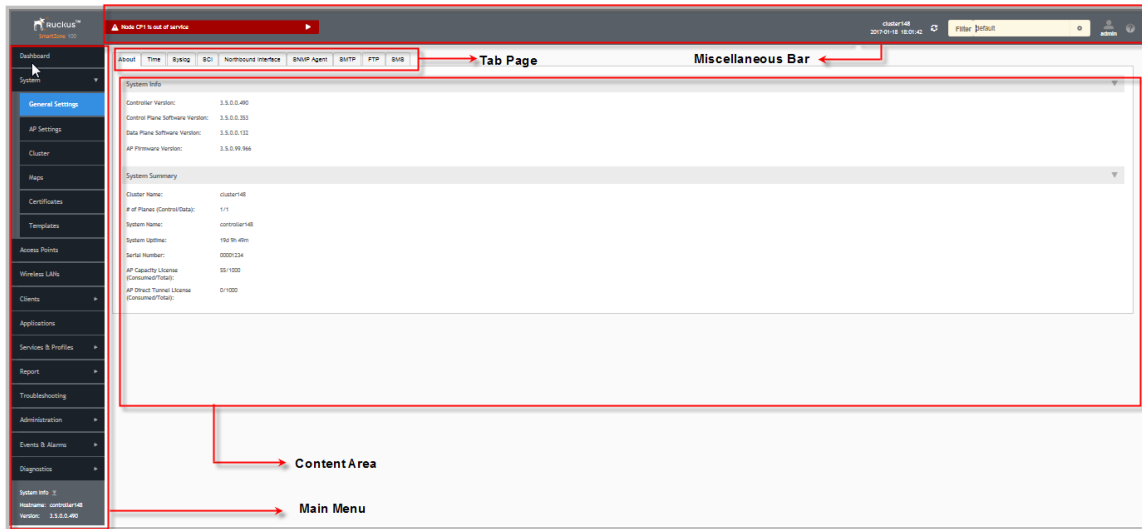 Ruckus™
SmartZone 100
Node CP1 is out of service
cluster148
2017-01-18 18:01:42
Filter default
admin
Dashboard
System
General Settings
AP Settings
Cluster
Maps
Certificates
Templates
Access Points
Wireless LANs
Clients
Applications
Services & Profiles
Report
Troubleshooting
Administration
Events & Alarms
Diagnostics
System Info
Hostname: controller148
Version: 3.5.0.0.490
About Time Syslog SCI Northbound Interface SNMP Agent SMTP FTP SMS
Tab Page
Miscellaneous Bar
System Info
Controller Version: 3.5.0.0.490
Control Plane Software Version: 3.5.0.0.353
Data Plane Software Version: 3.5.0.0.132
AP Firmware Version: 3.5.0.99.966
System Summary
Cluster Name: cluster148
# of Planes (Control/Data): 1/1
System Name: controller148
System Uptime: 19d 9h 49m
Serial Number: 00001234
AP Capacity License (Consumed/Total): 55/1000
AP Direct Tunnel License (Consumed/Total): 0/1000
Content Area
Main Menu